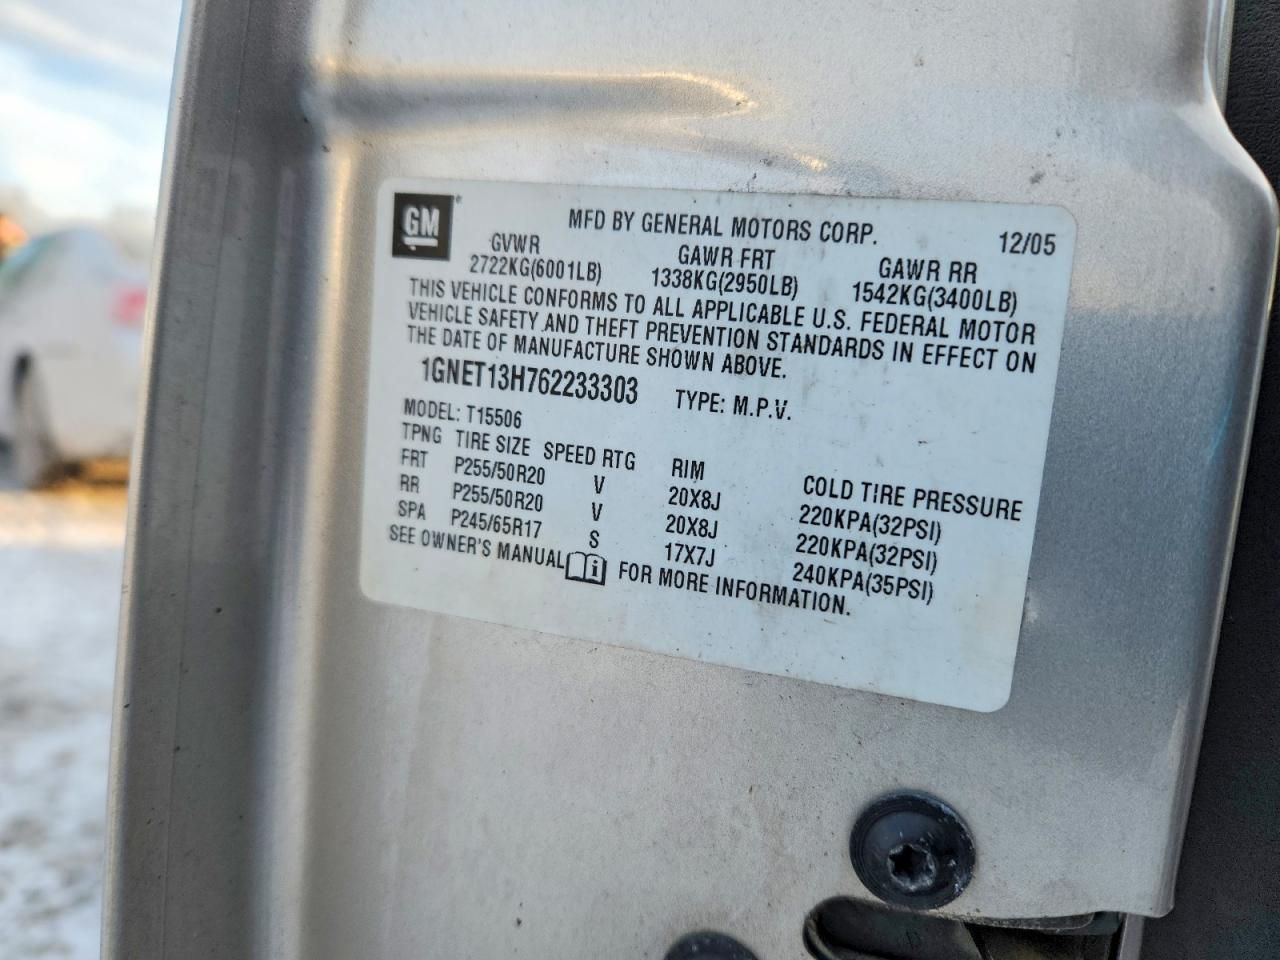 GM
MFD BY GENERAL MOTORS CORP. 12/05
GVWR GAWR FRT GAWR RR
2722KG(6001LB) 1338KG(2950LB) 1542KG(3400LB)
THIS VEHICLE CONFORMS TO ALL APPLICABLE U.S. FEDERAL MOTOR
VEHICLE SAFETY AND THEFT PREVENTION STANDARDS IN EFFECT ON
THE DATE OF MANUFACTURE SHOWN ABOVE.
1GNET13H762233303 TYPE: M.P.V.
MODEL: T15506
TPNG TIRE SIZE SPEED RTG RIM COLD TIRE PRESSURE
FRT P255/50R20 V 20X8J 220KPA(32PSI)
RR P255/50R20 V 20X8J 220KPA(32PSI)
SPA P245/65R17 S 17X7J 240KPA(35PSI)
SEE OWNER'S MANUAL i FOR MORE INFORMATION.